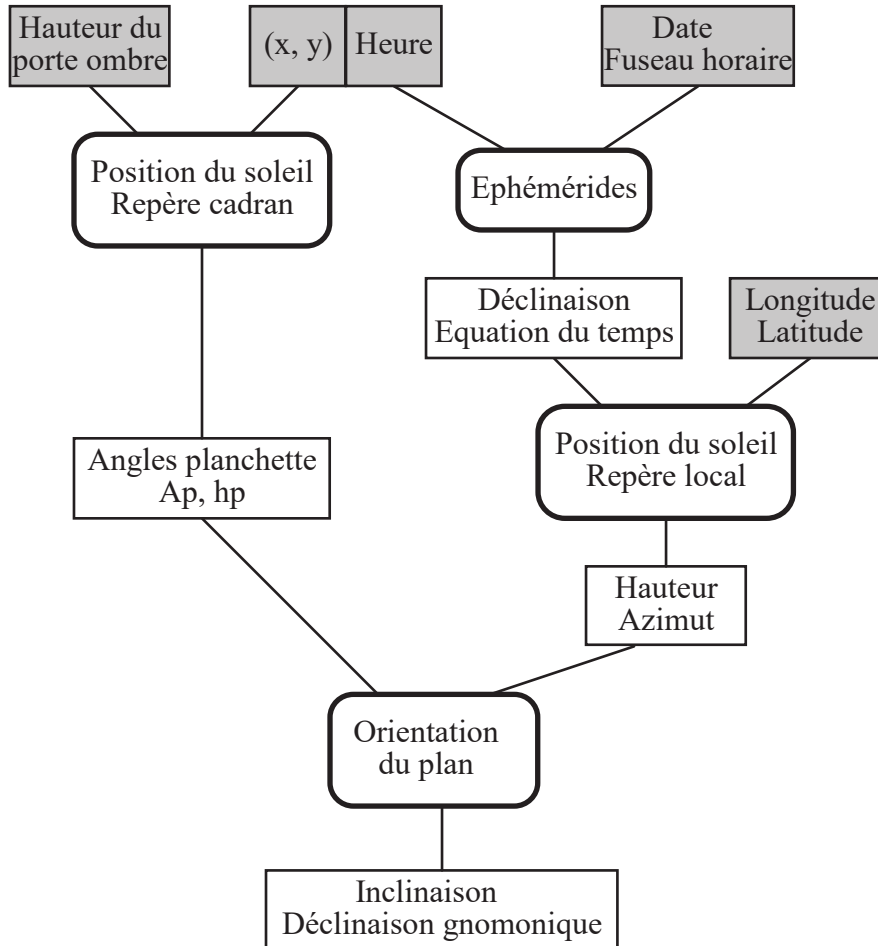 Hauteur du
porte ombre
(x, y)
Heure
Date
Fuseau horaire
Position du soleil
Repère cadran
Ephémérides
Déclinaison
Equation du temps
Longitude
Latitude
Angles planchette
Ap, hp
Position du soleil
Repère local
Hauteur
Azimut
Orientation
du plan
Inclinaison
Déclinaison gnomonique